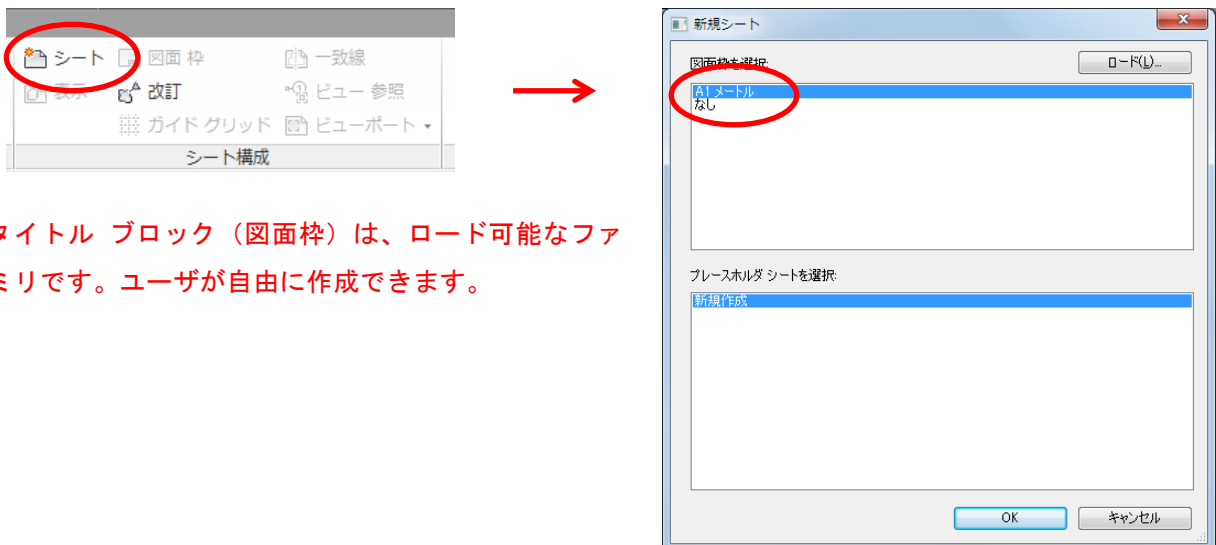 シート 図面 枠 一致線
表示 改訂 ビュー 参照
ガイド グリッド ビューポート
シート構成
タイトル ブロック（図面枠）は、ロード可能なファ
ミリです。ユーザが自由に作成できます。
新規シート
図面枠を選択:
ロード(L)...
A1 メートル
なし
プレースホルダ シートを選択:
新規作成
OK キャンセル